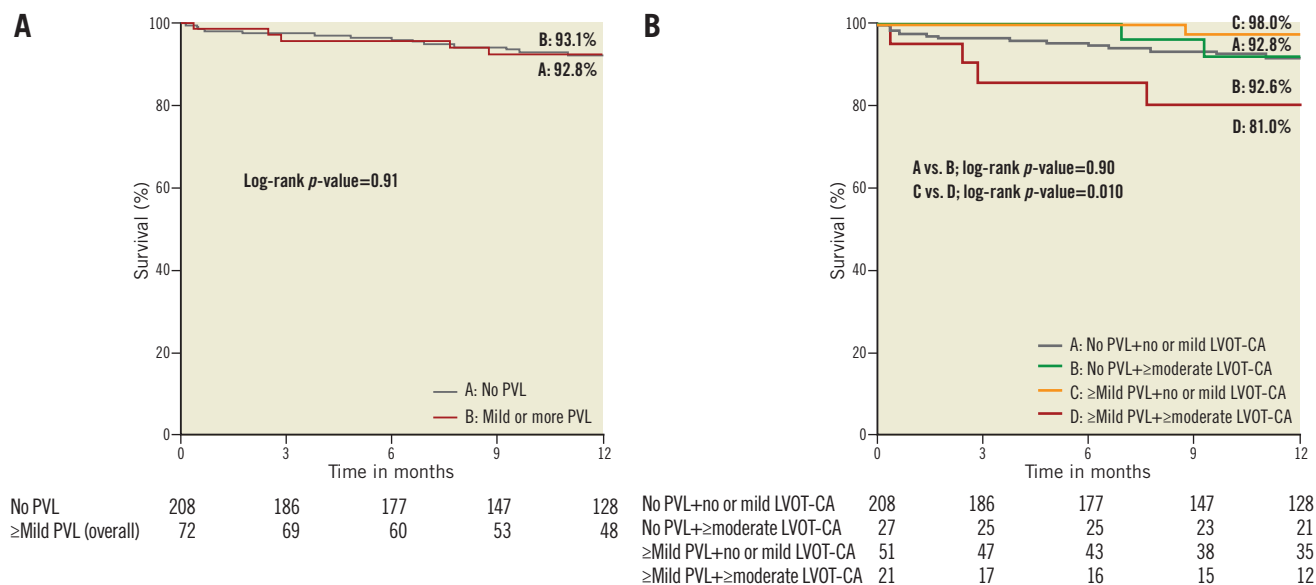 A
100
80
60
40
20
0
Survival (%)
B: 93.1%
A: 92.8%
Log-rank p-value=0.91
A: No PVL
B: Mild or more PVL
0 3 6 9 12
Time in months
No PVL 208 186 177 147 128
≥Mild PVL (overall) 72 69 60 53 48
B
100
80
60
40
20
0
Survival (%)
C: 98.0%
A: 92.8%
B: 92.6%
D: 81.0%
A vs. B; log-rank p-value=0.90
C vs. D; log-rank p-value=0.010
A: No PVL+no or mild LVOT-CA
B: No PVL+≥moderate LVOT-CA
C: ≥Mild PVL+no or mild LVOT-CA
D: ≥Mild PVL+≥moderate LVOT-CA
0 3 6 9 12
Time in months
No PVL+no or mild LVOT-CA 208 186 177 147 128
No PVL+≥moderate LVOT-CA 27 25 25 23 21
≥Mild PVL+no or mild LVOT-CA 51 47 43 38 35
≥Mild PVL+≥moderate LVOT-CA 21 17 16 15 12